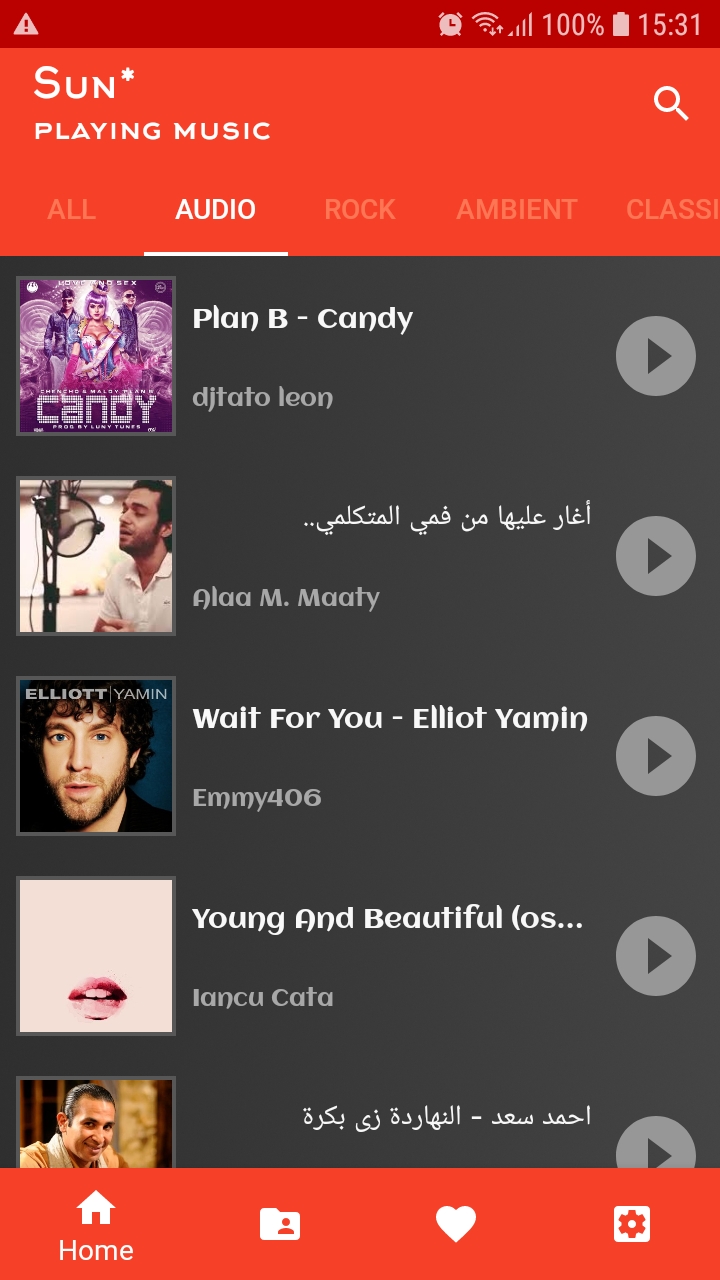 100% 15:31
Sun*
PLAYING MUSIC
ALL AUDIO ROCK AMBIENT CLASSI
LOVE AND SEX
CHENCHO & MALDY "PLAN B"
CANDY
PROD BY LUNY TUNES
Plan B - Candy
djtato leon
أغار عليها من فمي المتكلمي..
Alaa M. Maaty
ELLIOTT YAMIN
Wait For You - Elliot Yamin
Emmy406
Young And Beautiful (os...
Iancu Cata
احمد سعد - النهاردة زى بكرة
Home